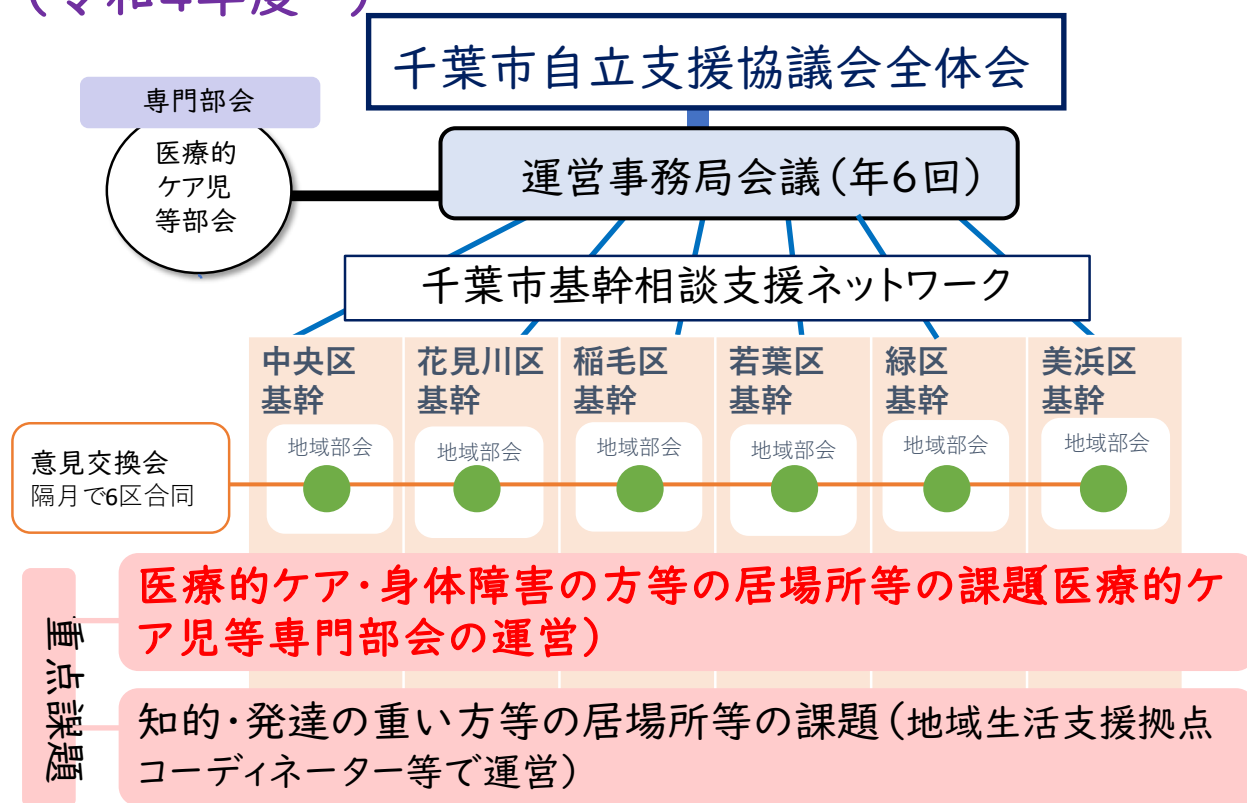 (令和4年度～)
千葉市自立支援協議会全体会
専門部会
医療的
ケア児
等部会
運営事務局会議(年6回)
千葉市基幹相談支援ネットワーク
中央区
基幹
花見川区
基幹
稲毛区
基幹
若葉区
基幹
緑区
基幹
美浜区
基幹
地域部会
地域部会
地域部会
地域部会
地域部会
地域部会
意見交換会
隔月で6区合同
重点課題
医療的ケア・身体障害の方等の居場所等の課題(医療的ケ
ア児等専門部会の運営)
知的・発達の重い方等の居場所等の課題(地域生活支援拠点
コーディネーター等で運営)